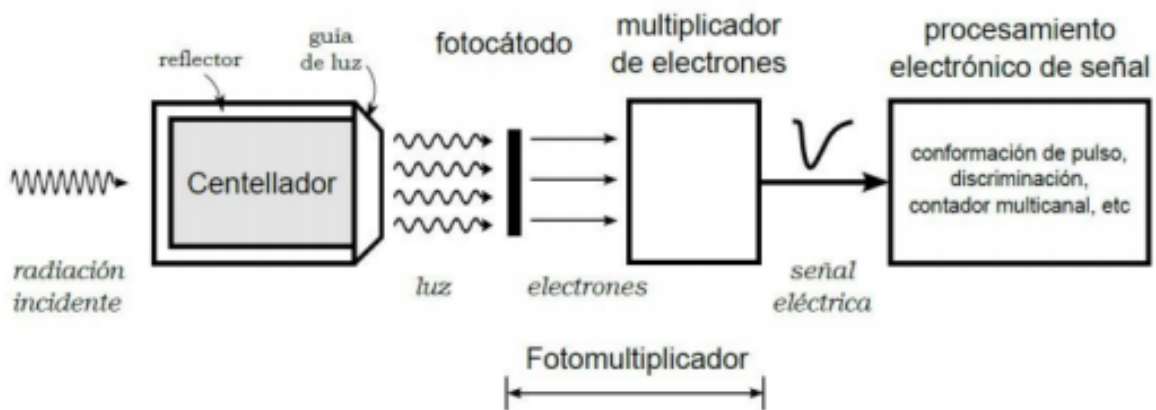 reflector
guía
de luz
fotocátodo
multiplicador
de electrones
procesamiento
electrónico de señal
Centellador
conformación de pulso,
discriminación,
contador multicanal, etc
radiación
incidente
luz
electrones
señal
eléctrica
Fotomultiplicador